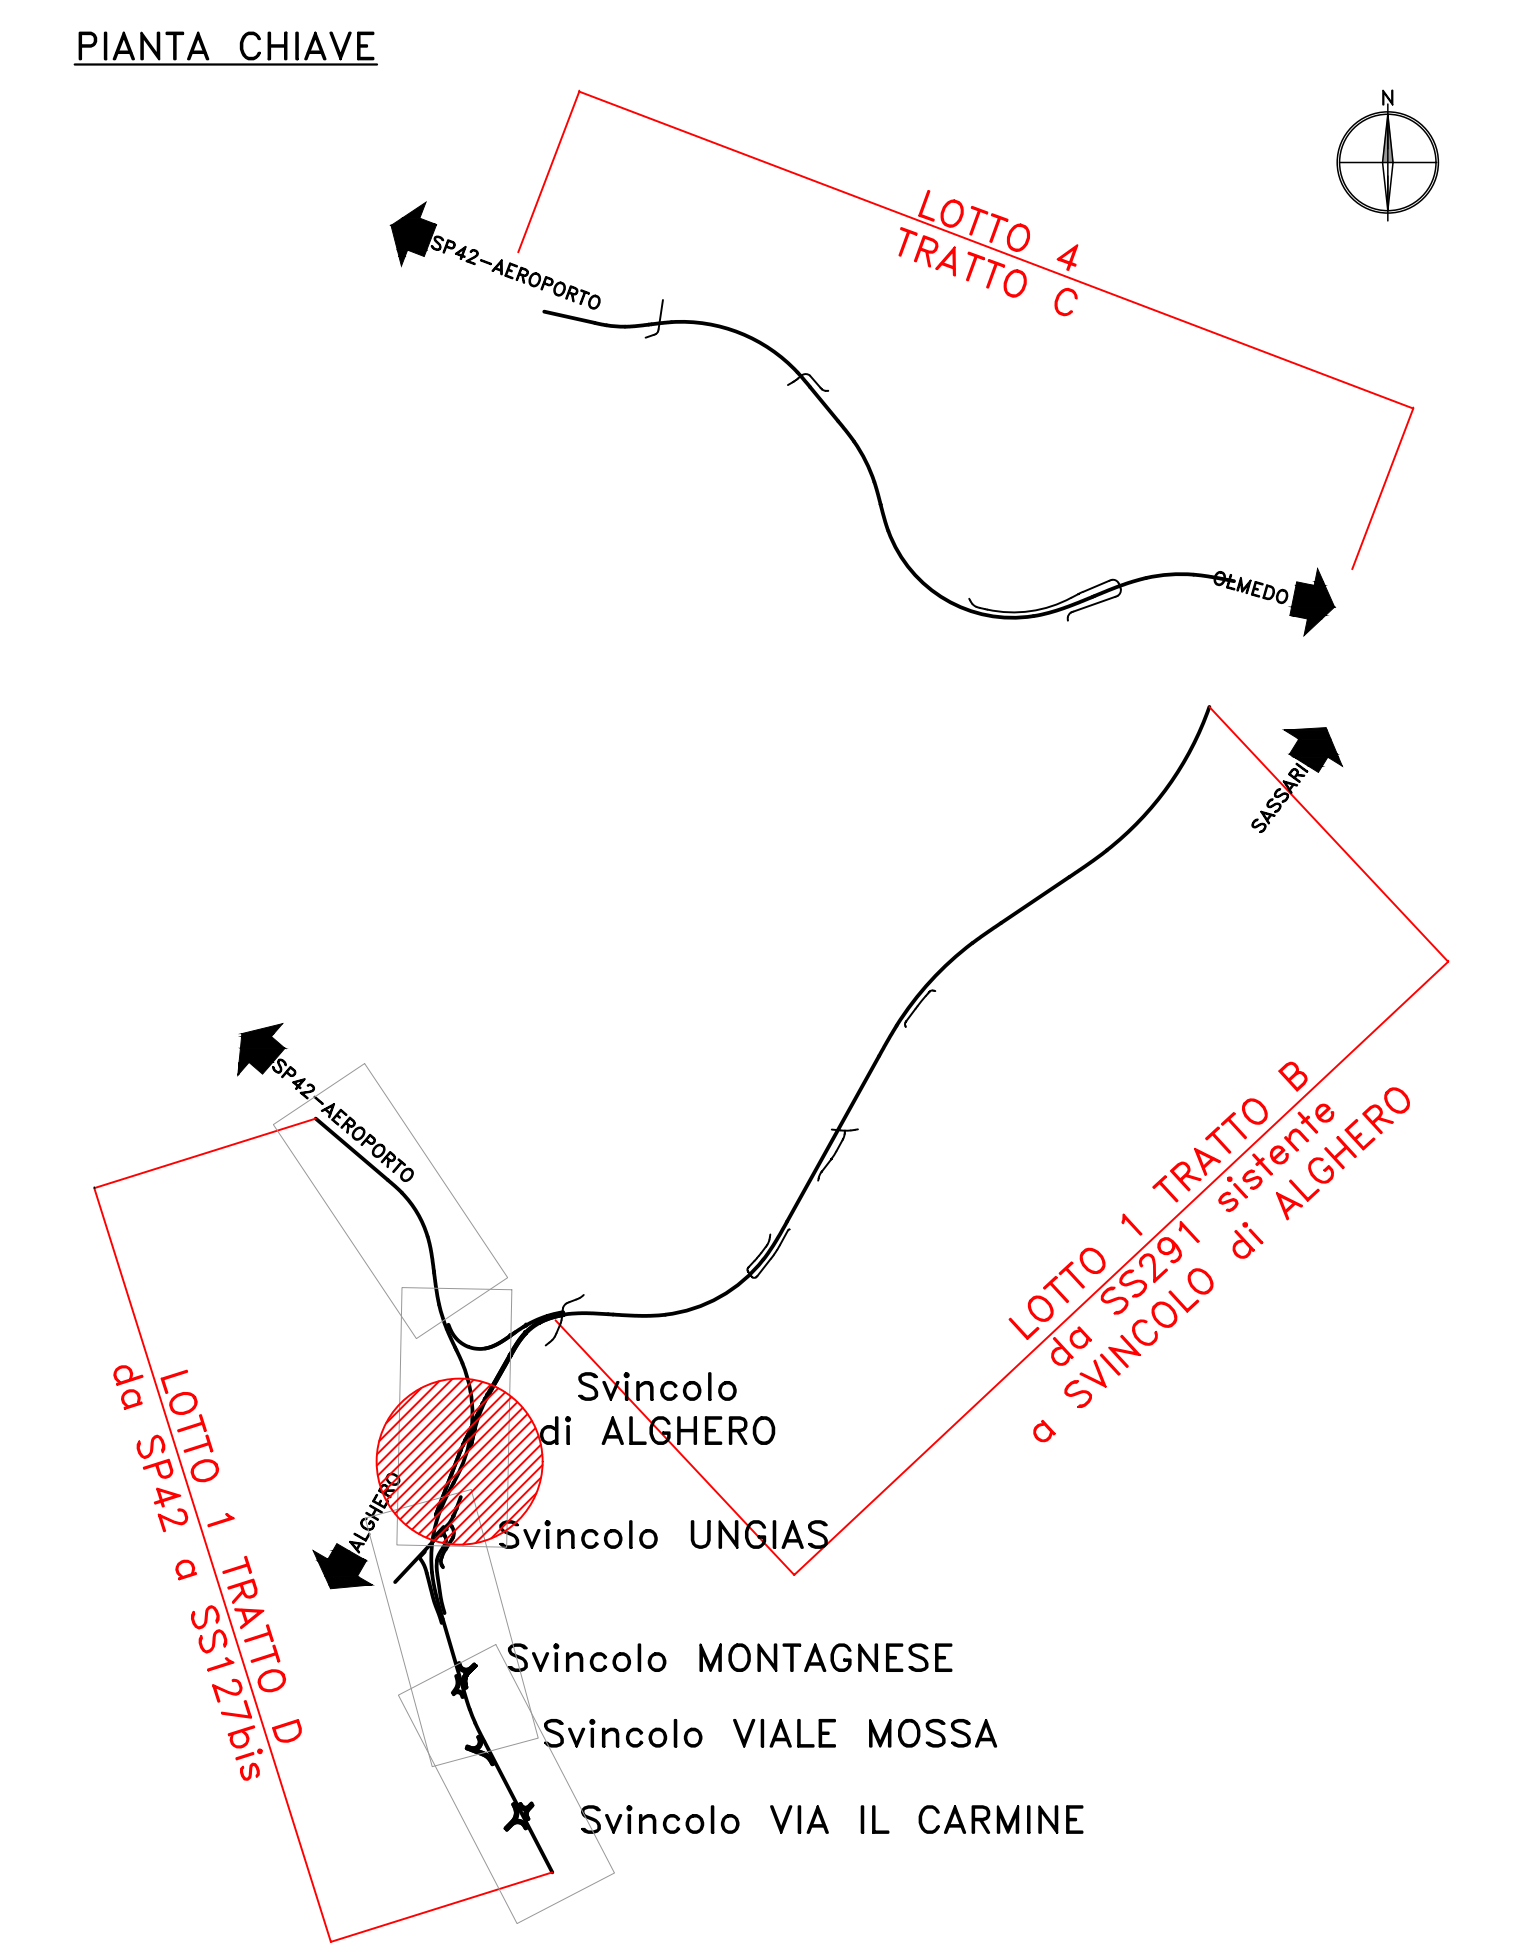 PIANTA CHIAVE
N
LOTTO 4
TRATTO C
SP42-AEROPORTO
OLMEDO
SASSARI
SP42-AEROPORTO
LOTTO 1 TRATTO B
da SS291 sistente
a SVINCOLO di ALGHERO
LOTTO 1 TRATTO D
da SP42 a SS127bis
Svincolo
di ALGHERO
ALGHERO
Svincolo UNGIAS
Svincolo MONTAGNESE
Svincolo VIALE MOSSA
Svincolo VIA IL CARMINE